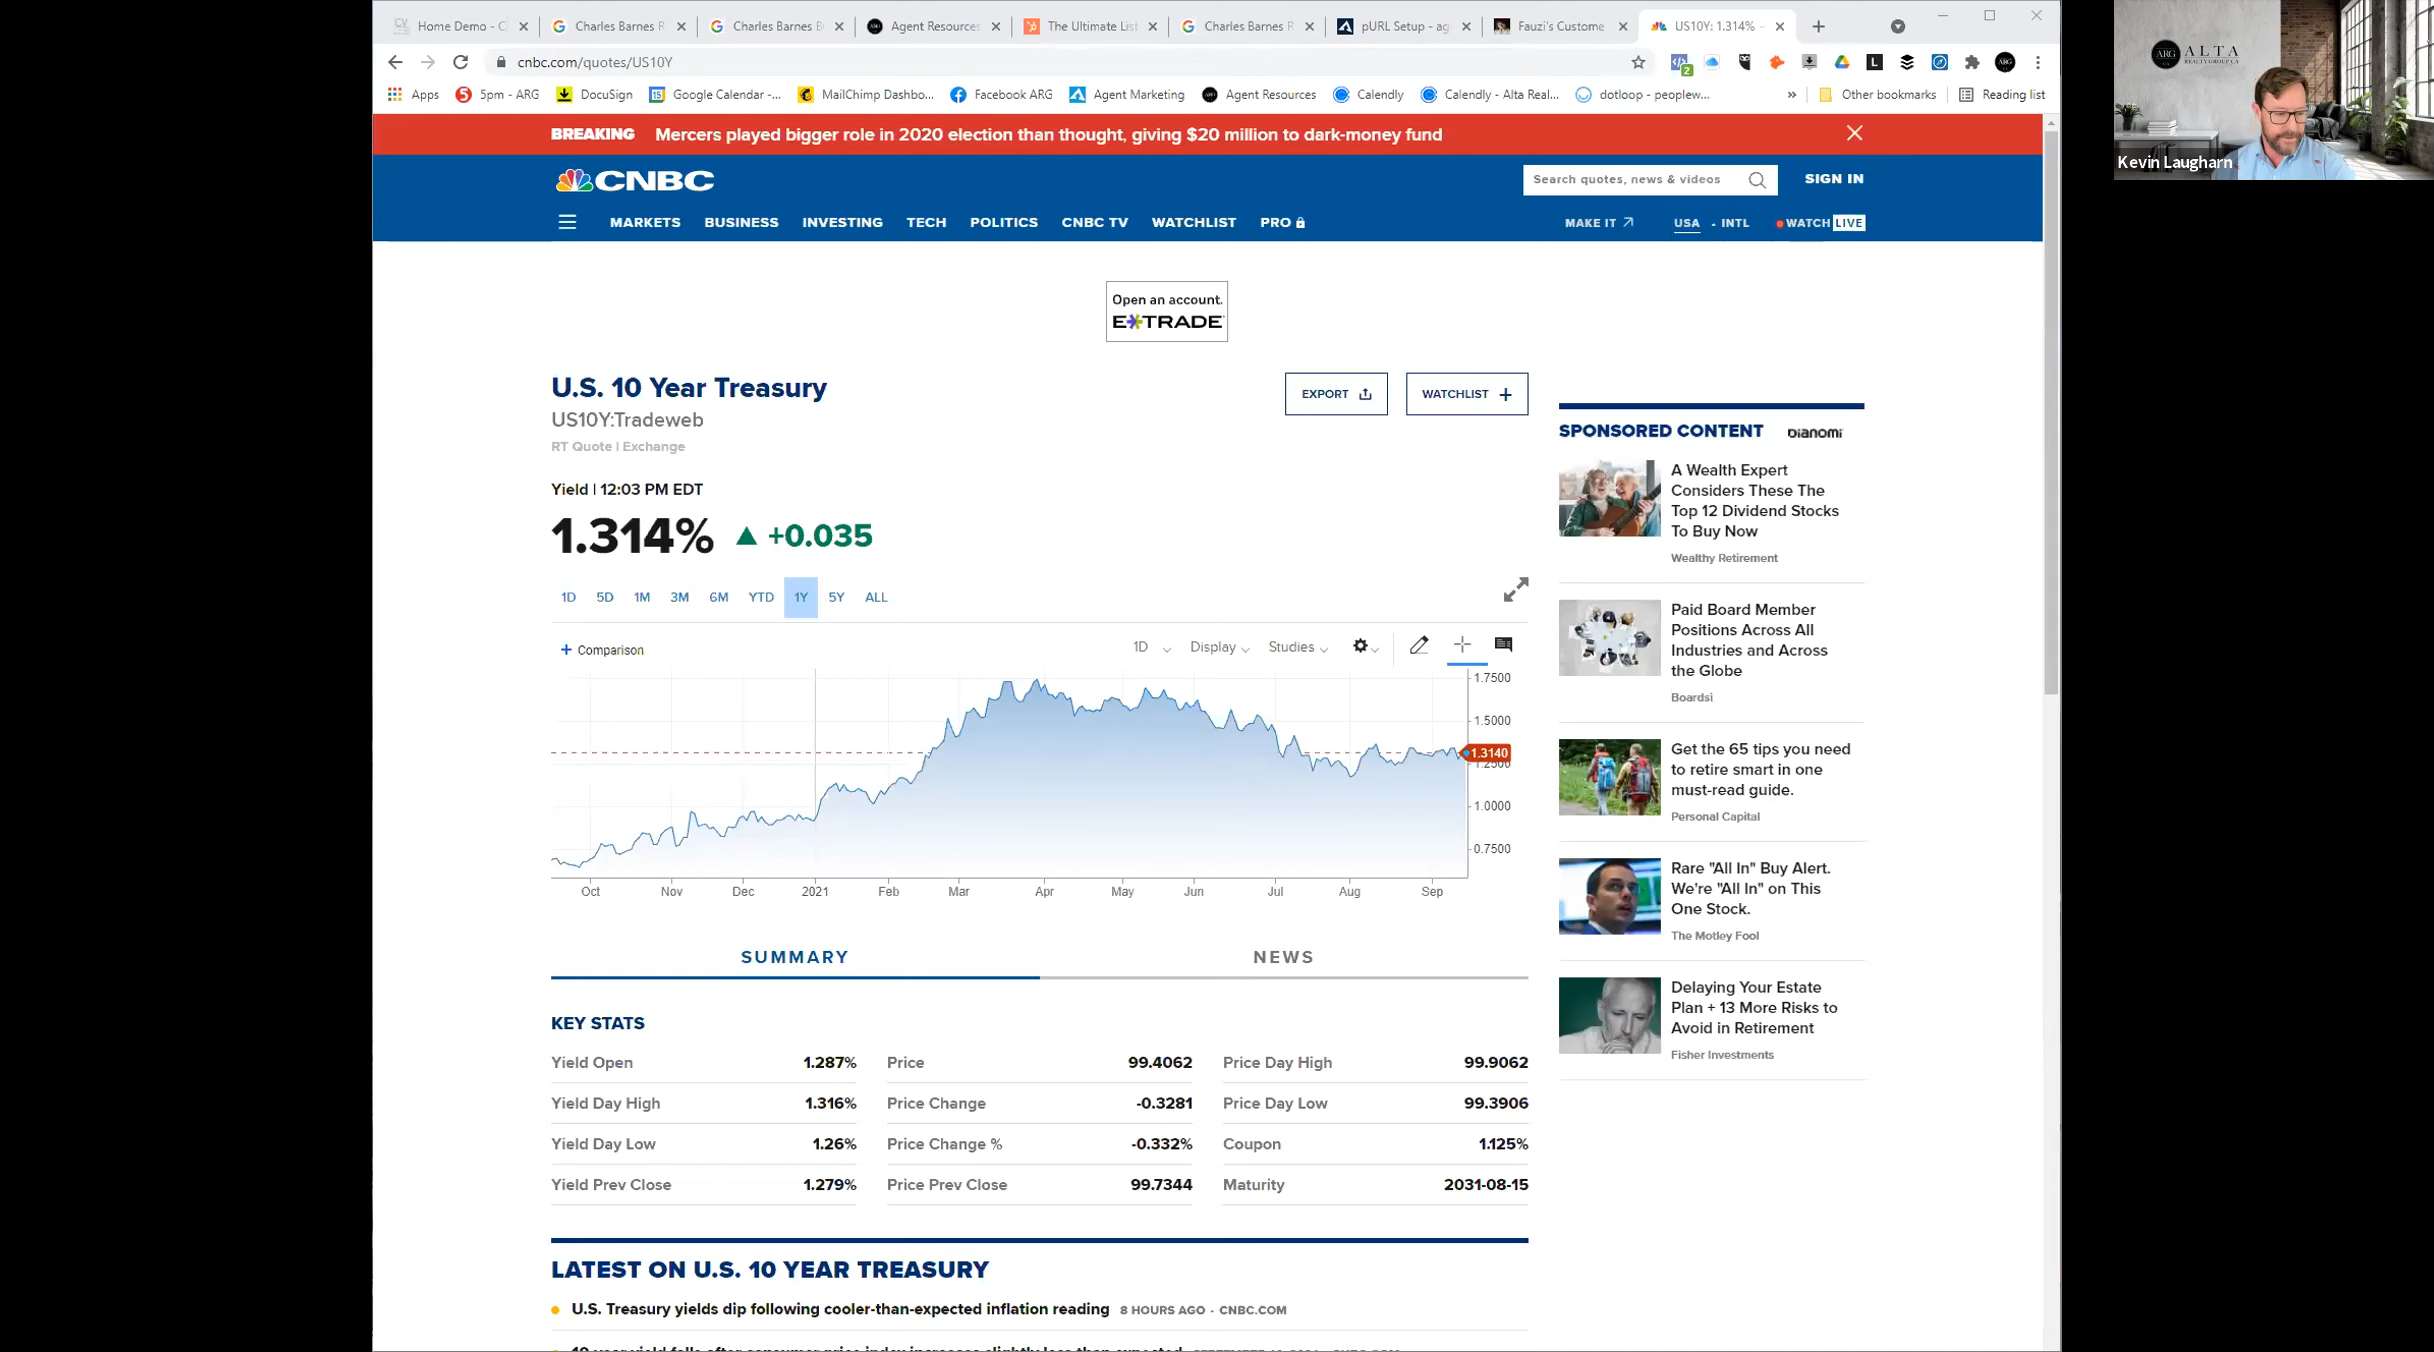 Home Demo - C
Charles Barnes R
Charles Barnes B
Agent Resources
The Ultimate List
Charles Barnes R
pURL Setup - ag
Fauzi's Custome
US10Y: 1.314% -
cnbc.com/quotes/US10Y
2
Apps
5pm - ARG
DocuSign
Google Calendar -...
MailChimp Dashbo...
Facebook ARG
Agent Marketing
Agent Resources
Calendly
Calendly - Alta Real...
dotloop - peoplew...
»
Other bookmarks
Reading list
BREAKING Mercers played bigger role in 2020 election than thought, giving $20 million to dark-money fund
CNBC
Search quotes, news & videos
SIGN IN
MARKETS BUSINESS INVESTING TECH POLITICS CNBC TV WATCHLIST PRO
MAKE IT USA - INTL WATCH LIVE
ARG ALTA
REALTY GROUP CA
Kevin Laugharn
Open an account.
E*TRADE
U.S. 10 Year Treasury
US10Y:Tradeweb
RT Quote | Exchange
EXPORT
WATCHLIST +
Yield | 12:03 PM EDT
1.314% ▲ +0.035
1D 5D 1M 3M 6M YTD 1Y 5Y ALL
+ Comparison
1D Display Studies
1.7500
1.5000
1.3140
1.2500
1.0000
0.7500
Oct Nov Dec 2021 Feb Mar Apr May Jun Jul Aug Sep
SUMMARY NEWS
KEY STATS
Yield Open 1.287% Price 99.4062 Price Day High 99.9062
Yield Day High 1.316% Price Change -0.3281 Price Day Low 99.3906
Yield Day Low 1.26% Price Change % -0.332% Coupon 1.125%
Yield Prev Close 1.279% Price Prev Close 99.7344 Maturity 2031-08-15
LATEST ON U.S. 10 YEAR TREASURY
U.S. Treasury yields dip following cooler-than-expected inflation reading 8 HOURS AGO - CNBC.COM
SPONSORED CONTENT Dianomi
A Wealth Expert
Considers These The
Top 12 Dividend Stocks
To Buy Now
Wealthy Retirement
Paid Board Member
Positions Across All
Industries and Across
the Globe
Boardsi
Get the 65 tips you need
to retire smart in one
must-read guide.
Personal Capital
Rare "All In" Buy Alert.
We're "All In" on This
One Stock.
The Motley Fool
Delaying Your Estate
Plan + 13 More Risks to
Avoid in Retirement
Fisher Investments